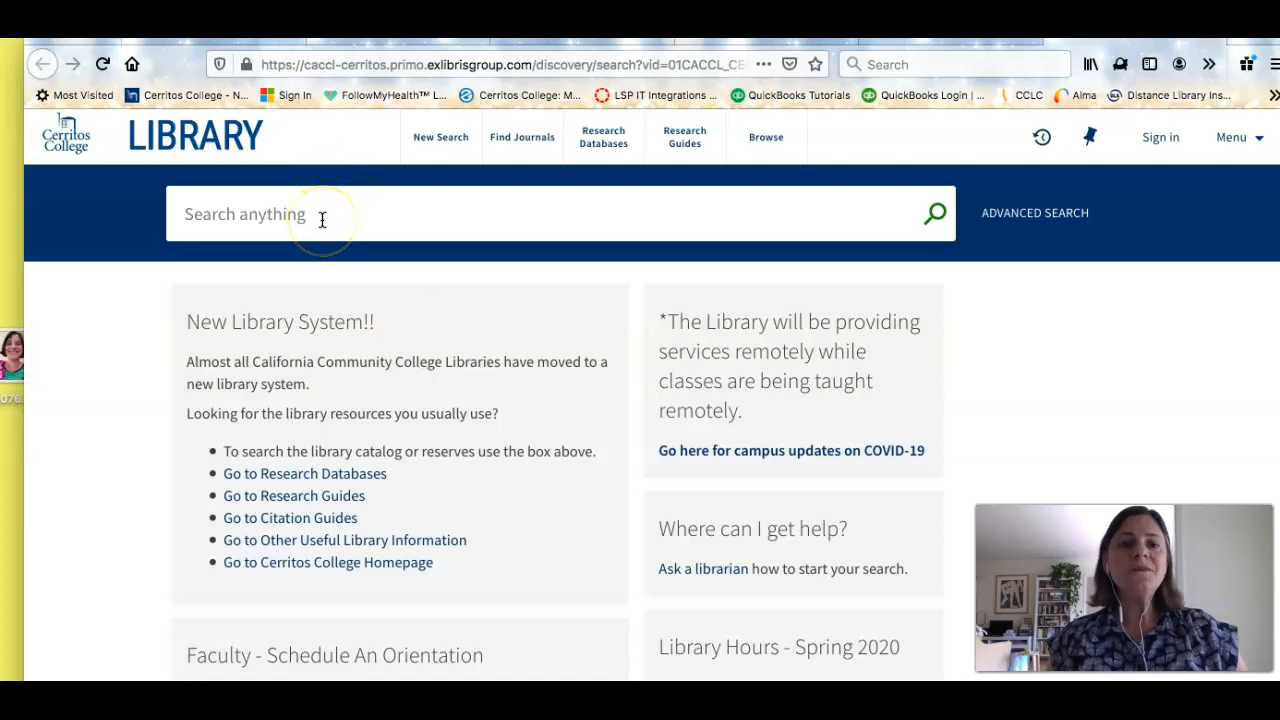 https://caccl-cerritos.primo.exlibrisgroup.com/discovery/search?vid=01CACCL_CE
Search
Most Visited
Cerritos College - N...
Sign In
FollowMyHealth™ L...
Cerritos College: M...
LSP IT Integrations ...
QuickBooks Tutorials
QuickBooks Login | ...
CCLC
Alma
Distance Library Ins...
Cerritos College
LIBRARY
New Search
Find Journals
Research Databases
Research Guides
Browse
Sign in
Menu
Search anything
ADVANCED SEARCH
New Library System!!
Almost all California Community College Libraries have moved to a
new library system.
Looking for the library resources you usually use?
• To search the library catalog or reserves use the box above.
• Go to Research Databases
• Go to Research Guides
• Go to Citation Guides
• Go to Other Useful Library Information
• Go to Cerritos College Homepage
Faculty - Schedule An Orientation
*The Library will be providing
services remotely while
classes are being taught
remotely.
Go here for campus updates on COVID-19
Where can I get help?
Ask a librarian how to start your search.
Library Hours - Spring 2020